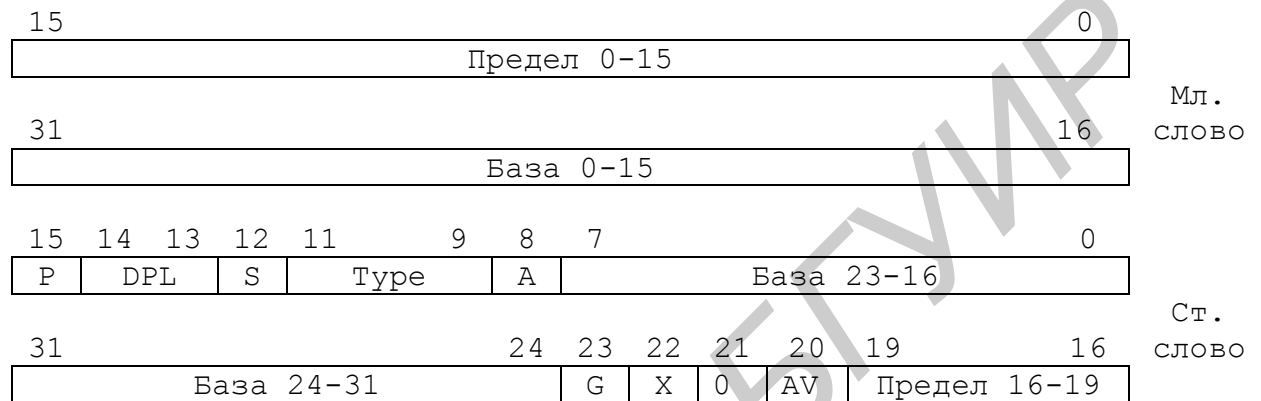 15 0
Предел 0-15
Мл.
31 16 слово
База 0-15
15 14 13 12 11 9 8 7 0
P DPL S Type A База 23-16
Ст.
31 24 23 22 21 20 19 16 слово
База 24-31 G X 0 AV Предел 16-19
БГУИР